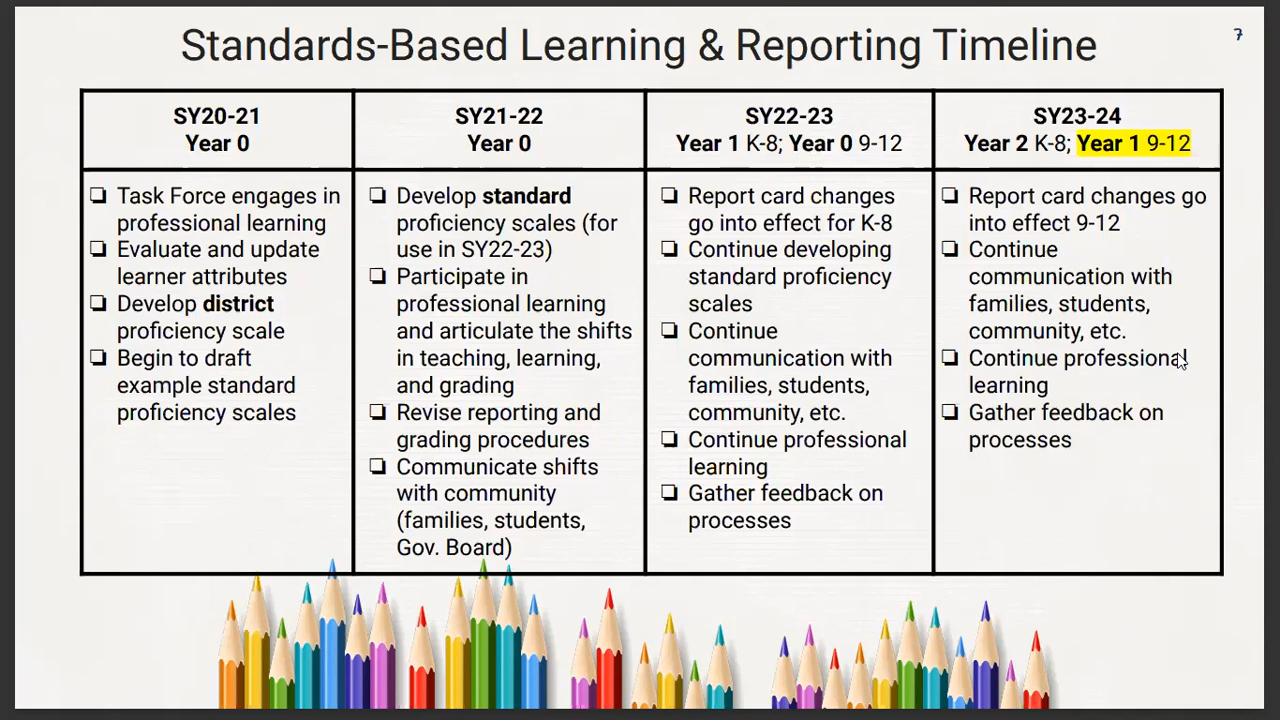 Standards-Based Learning & Reporting Timeline
7
SY20-21
Year 0
Task Force engages in
professional learning
Evaluate and update
learner attributes
Develop district
proficiency scale
Begin to draft
example standard
proficiency scales
SY21-22
Year 0
Develop standard
proficiency scales (for
use in SY22-23)
Participate in
professional learning
and articulate the shifts
in teaching, learning,
and grading
Revise reporting and
grading procedures
Communicate shifts
with community
(families, students,
Gov. Board)
SY22-23
Year 1 K-8; Year 0 9-12
Report card changes
go into effect for K-8
Continue developing
standard proficiency
scales
Continue
communication with
families, students,
community, etc.
Continue professional
learning
Gather feedback on
processes
SY23-24
Year 2 K-8; Year 1 9-12
Report card changes go
into effect 9-12
Continue
communication with
families, students,
community, etc.
Continue professional
learning
Gather feedback on
processes